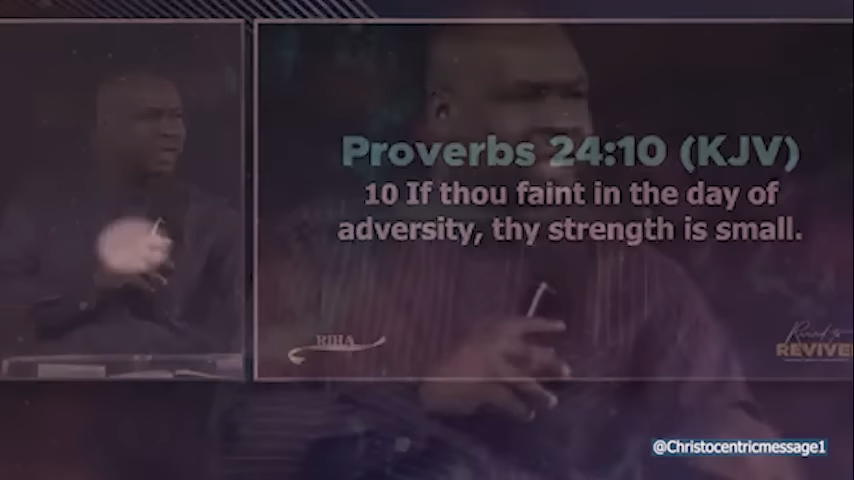 Proverbs 24:10 (KJV)
10 If thou faint in the day of
adversity, thy strength is small.
REVIVE
@Christocentricmessage1